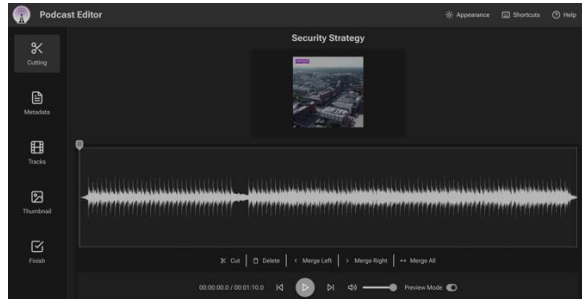 Podcast Editor
Appearance
Shortcuts
Help
Cutting
Metadata
Tracks
Thumbnail
Finish
Security Strategy
Cut
Delete
Merge Left
Merge Right
Merge All
00:00:00.0 / 00:01:10.0
Preview Mode